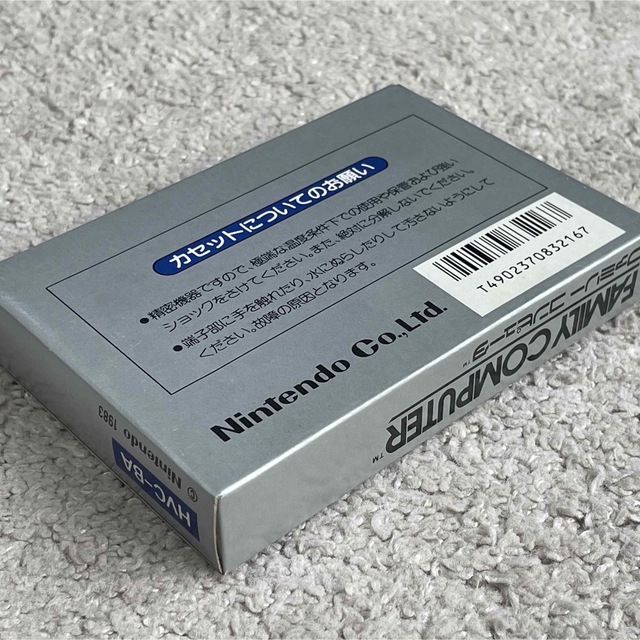 カセットについてのお願い
●精密機器ですので、極端な温度条件下での使用や保管および強い
ショックをさけてください。また、絶対に分解しないでください。
●端子部に手を触れたり、水にぬらしたりして汚さないようにして
ください。故障の原因となります。
Nintendo Co., Ltd.
T4902370832167
FAMILY COMPUTER™
ファミリー コンピュータ™
HVC-BA
© Nintendo 1983